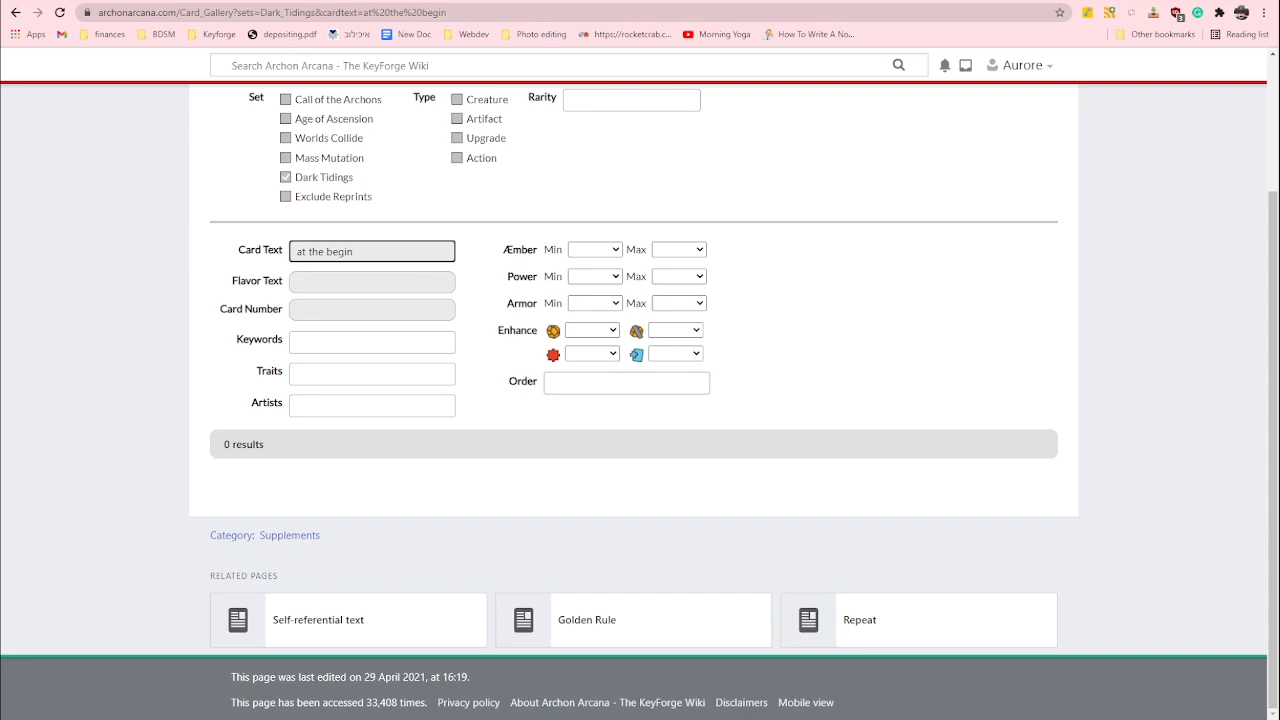 archonarcana.com/Card_Gallery?sets=Dark_Tidings&cardtext=at%20the%20begin
Apps
finances
BDSM
Keyforge
depositing.pdf
אכילוב
New Doc
Webdev
Photo editing
https://rocketcrab....
Morning Yoga
How To Write A No...
Other bookmarks
Reading list
Search Archon Arcana - The KeyForge Wiki
Aurore
Set
Call of the Archons
Age of Ascension
Worlds Collide
Mass Mutation
Dark Tidings
Exclude Reprints
Type
Creature
Artifact
Upgrade
Action
Rarity
Card Text
at the begin
Flavor Text
Card Number
Keywords
Traits
Artists
Æmber Min Max
Power Min Max
Armor Min Max
Enhance
Order
0 results
Category: Supplements
RELATED PAGES
Self-referential text
Golden Rule
Repeat
This page was last edited on 29 April 2021, at 16:19.
This page has been accessed 33,408 times. Privacy policy About Archon Arcana - The KeyForge Wiki Disclaimers Mobile view